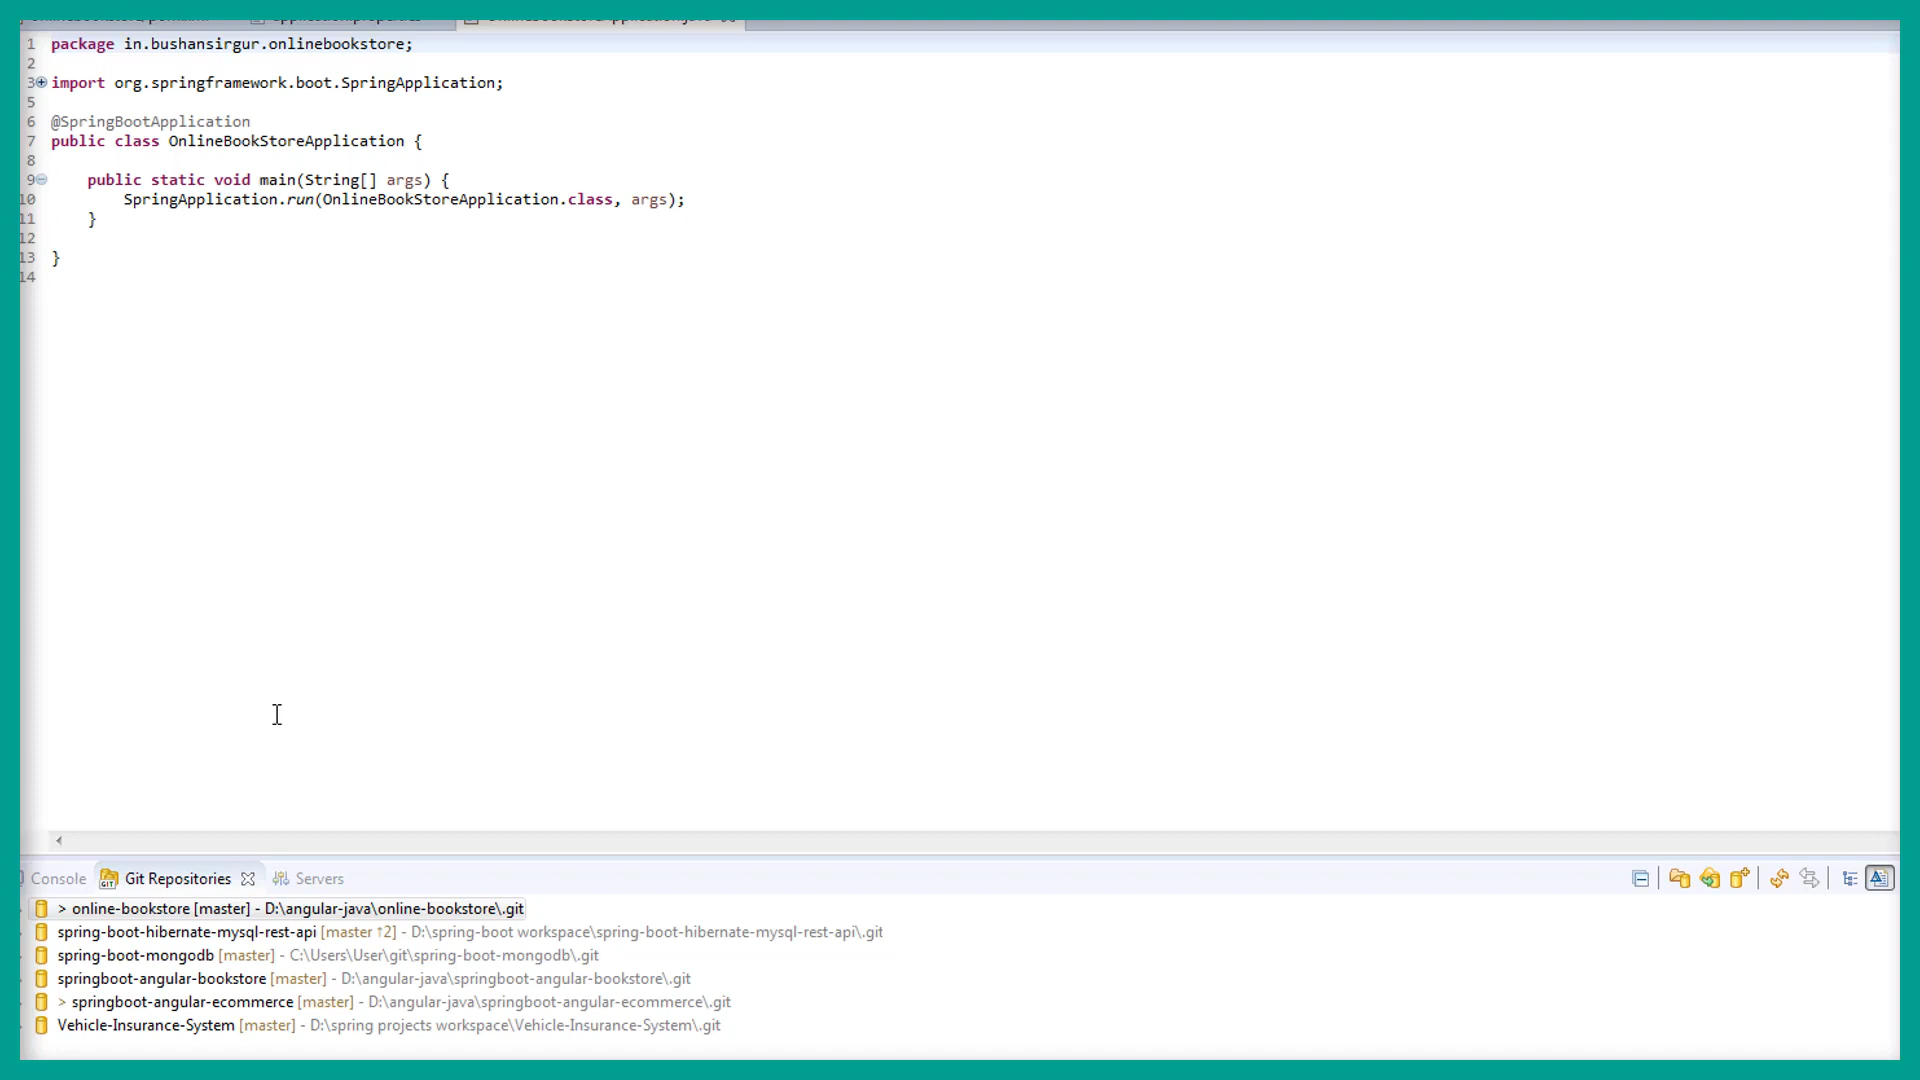 1 package in.bushansirgur.onlinebookstore;
2
3 import org.springframework.boot.SpringApplication;
5
6 @SpringBootApplication
7 public class OnlineBookStoreApplication {
8
9 public static void main(String[] args) {
10 SpringApplication.run(OnlineBookStoreApplication.class, args);
11 }
12
13 }
14
Console Git Repositories Servers
> online-bookstore [master] - D:\angular-java\online-bookstore\.git
spring-boot-hibernate-mysql-rest-api [master ↑2] - D:\spring-boot workspace\spring-boot-hibernate-mysql-rest-api\.git
spring-boot-mongodb [master] - C:\Users\User\git\spring-boot-mongodb\.git
springboot-angular-bookstore [master] - D:\angular-java\springboot-angular-bookstore\.git
> springboot-angular-ecommerce [master] - D:\angular-java\springboot-angular-ecommerce\.git
Vehicle-Insurance-System [master] - D:\spring projects workspace\Vehicle-Insurance-System\.git